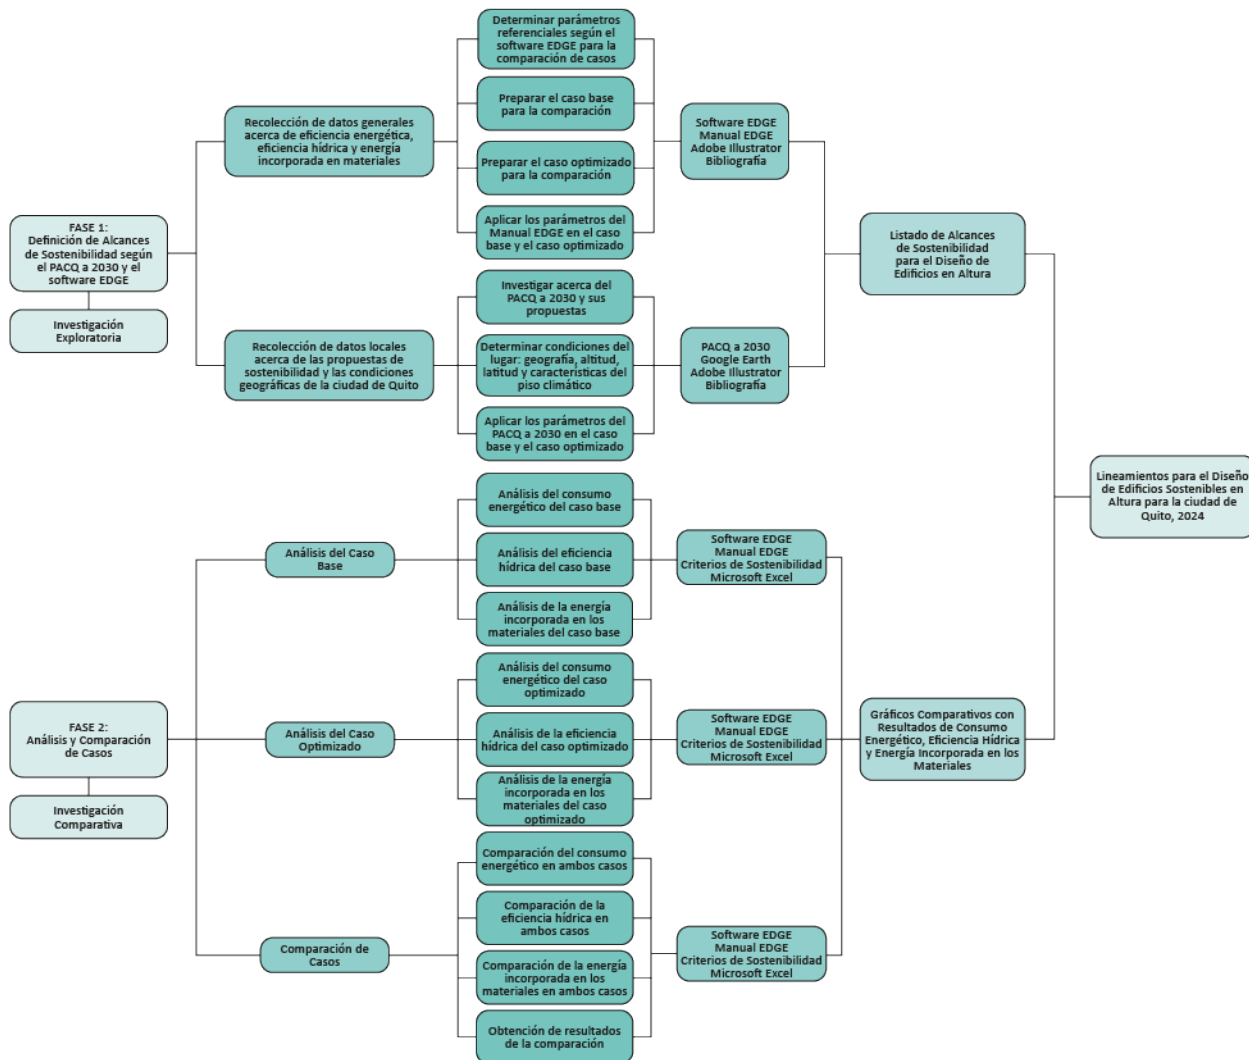 FASE 1:
Definición de Alcances
de Sostenibilidad según
el PACQ a 2030 y el
software EDGE
Investigación
Exploratoria
Recolección de datos generales
acerca de eficiencia energética,
eficiencia hídrica y energía
incorporada en materiales
Determinar parámetros
referenciales según el
software EDGE para la
comparación de casos
Preparar el caso base
para la comparación
Preparar el caso optimizado
para la comparación
Aplicar los parámetros del
Manual EDGE en el caso
base y el caso optimizado
Software EDGE
Manual EDGE
Adobe Illustrator
Bibliografía
Recolección de datos locales
acerca de las propuestas de
sostenibilidad y las condiciones
geográficas de la ciudad de Quito
Investigar acerca del
PACQ a 2030 y sus
propuestas
Determinar condiciones del
lugar: geografía, altitud,
latitud y características del
piso climático
Aplicar los parámetros del
PACQ a 2030 en el caso
base y el caso optimizado
PACQ a 2030
Google Earth
Adobe Illustrator
Bibliografía
Listado de Alcances
de Sostenibilidad
para el Diseño de
Edificios en Altura
FASE 2:
Análisis y Comparación
de Casos
Investigación
Comparativa
Análisis del Caso
Base
Análisis del consumo
energético del caso base
Análisis del eficiencia
hídrica del caso base
Análisis de la energía
incorporada en los
materiales del caso base
Software EDGE
Manual EDGE
Criterios de Sostenibilidad
Microsoft Excel
Análisis del Caso
Optimizado
Análisis del consumo
energético del caso
optimizado
Análisis de la eficiencia
hídrica del caso optimizado
Análisis de la energía
incorporada en los
materiales del caso
optimizado
Software EDGE
Manual EDGE
Criterios de Sostenibilidad
Microsoft Excel
Comparación de
Casos
Comparación del consumo
energético en ambos casos
Comparación de la
eficiencia hídrica en
ambos casos
Comparación de la energía
incorporada en los
materiales en ambos casos
Obtención de resultados
de la comparación
Software EDGE
Manual EDGE
Criterios de Sostenibilidad
Microsoft Excel
Gráficos Comparativos con
Resultados de Consumo
Energético, Eficiencia Hídrica
y Energía Incorporada en los
Materiales
Lineamientos para el Diseño
de Edificios Sostenibles en
Altura para la ciudad de
Quito, 2024